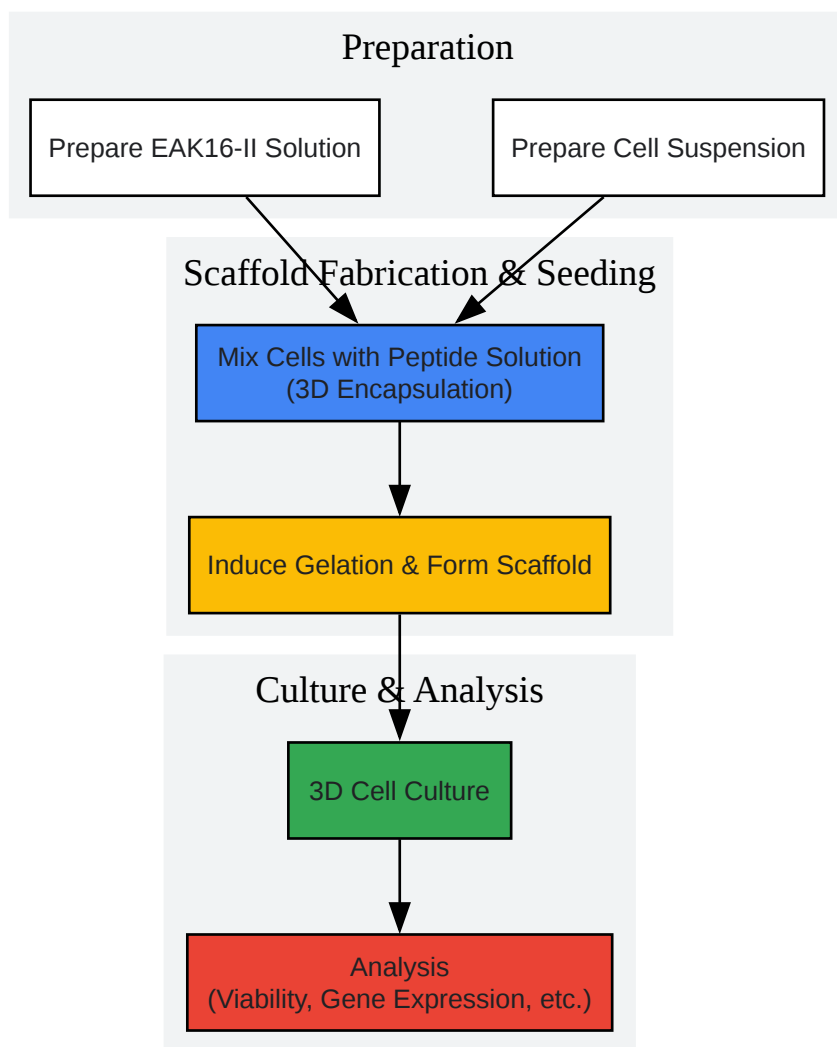 Preparation
Prepare EAK16-II Solution
Prepare Cell Suspension
Scaffold Fabrication & Seeding
Mix Cells with Peptide Solution
(3D Encapsulation)
Induce Gelation & Form Scaffold
Culture & Analysis
3D Cell Culture
Analysis
(Viability, Gene Expression, etc.)